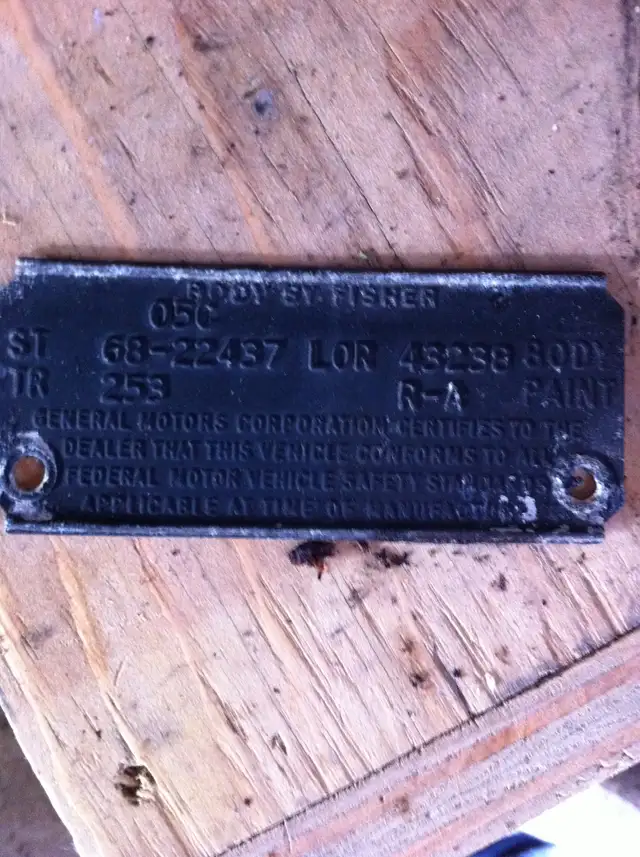 BODY BY FISHER
05C
ST 68-22437 LOR 43238 BODY
TR 253 R-A PAINT
GENERAL MOTORS CORPORATION CERTIFIES TO THE
DEALER THAT THIS VEHICLE CONFORMS TO ALL
FEDERAL MOTOR VEHICLE SAFETY STANDARDS
APPLICABLE AT TIME OF MANUFACTURE